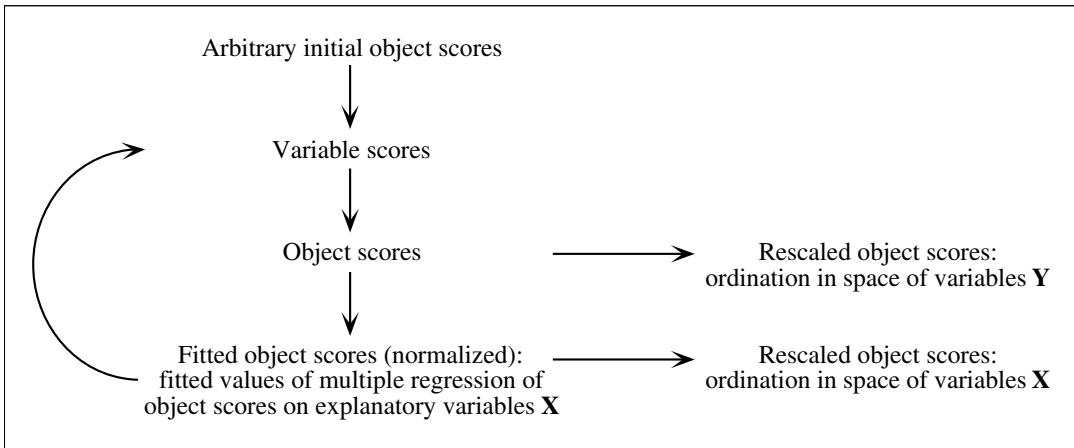 Arbitrary initial object scores
Variable scores
Object scores
Rescaled object scores:
ordination in space of variables Y
Fitted object scores (normalized):
fitted values of multiple regression of
object scores on explanatory variables X
Rescaled object scores:
ordination in space of variables X